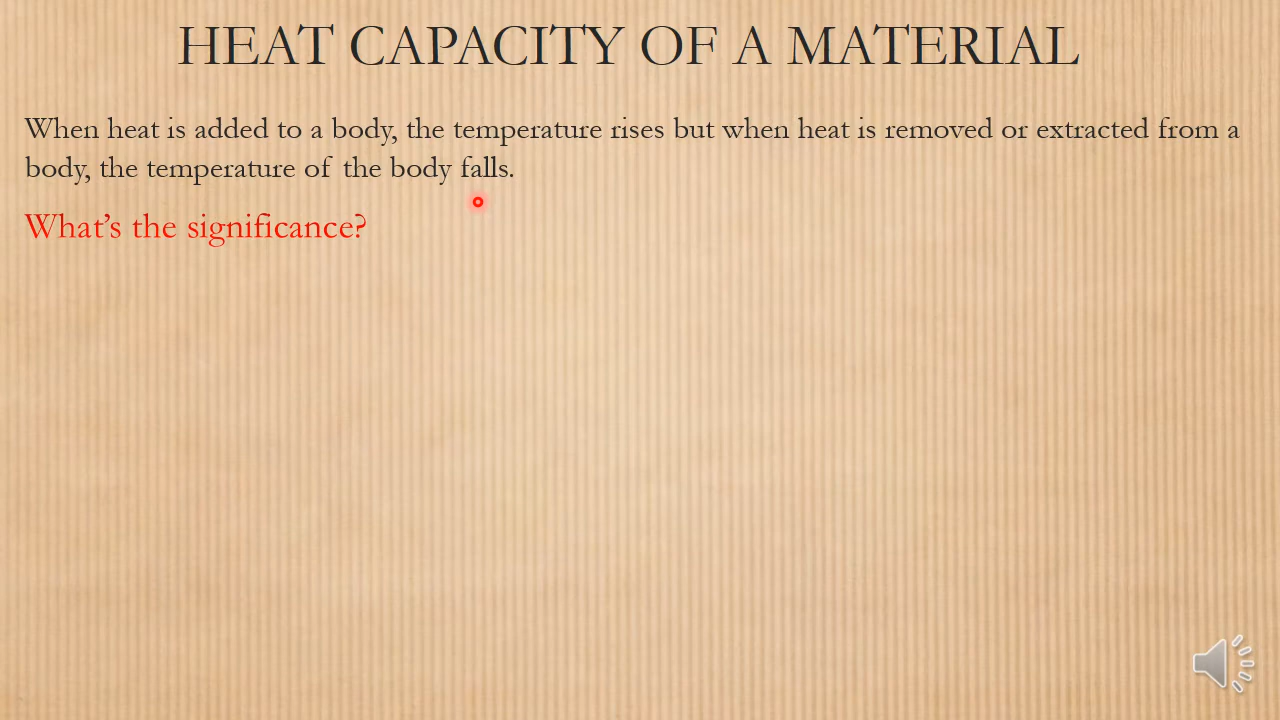 HEAT CAPACITY OF A MATERIAL
When heat is added to a body, the temperature rises but when heat is removed or extracted from a
body, the temperature of the body falls.
What's the significance?